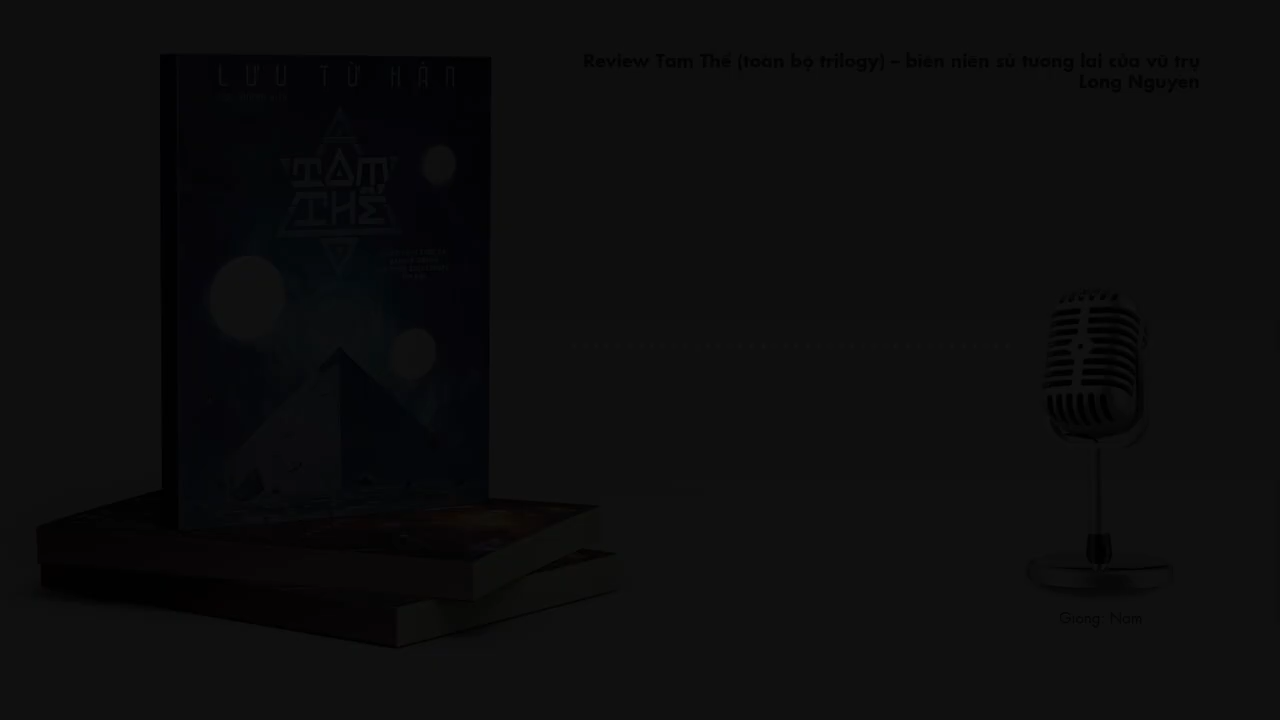 LƯU TỪ HÂN
TAM
THỂ
Review Tam Thể (toàn bộ trilogy) – biên niên sử tương lai của vũ trụ
Long Nguyen
Giọng: Nam